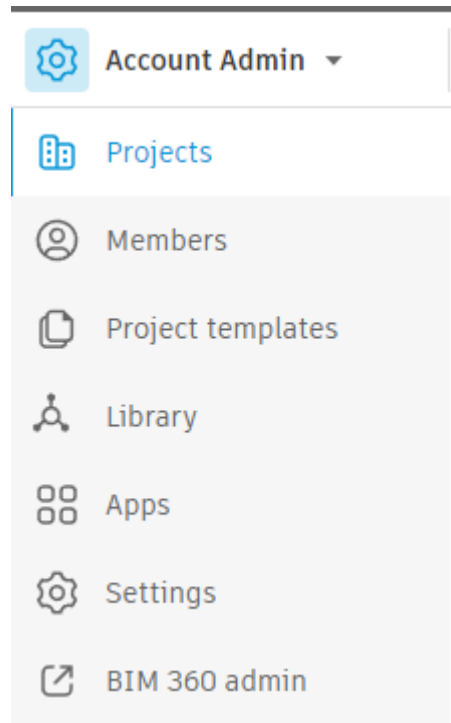 Account Admin
Projects
Members
Project templates
Library
Apps
Settings
BIM 360 admin